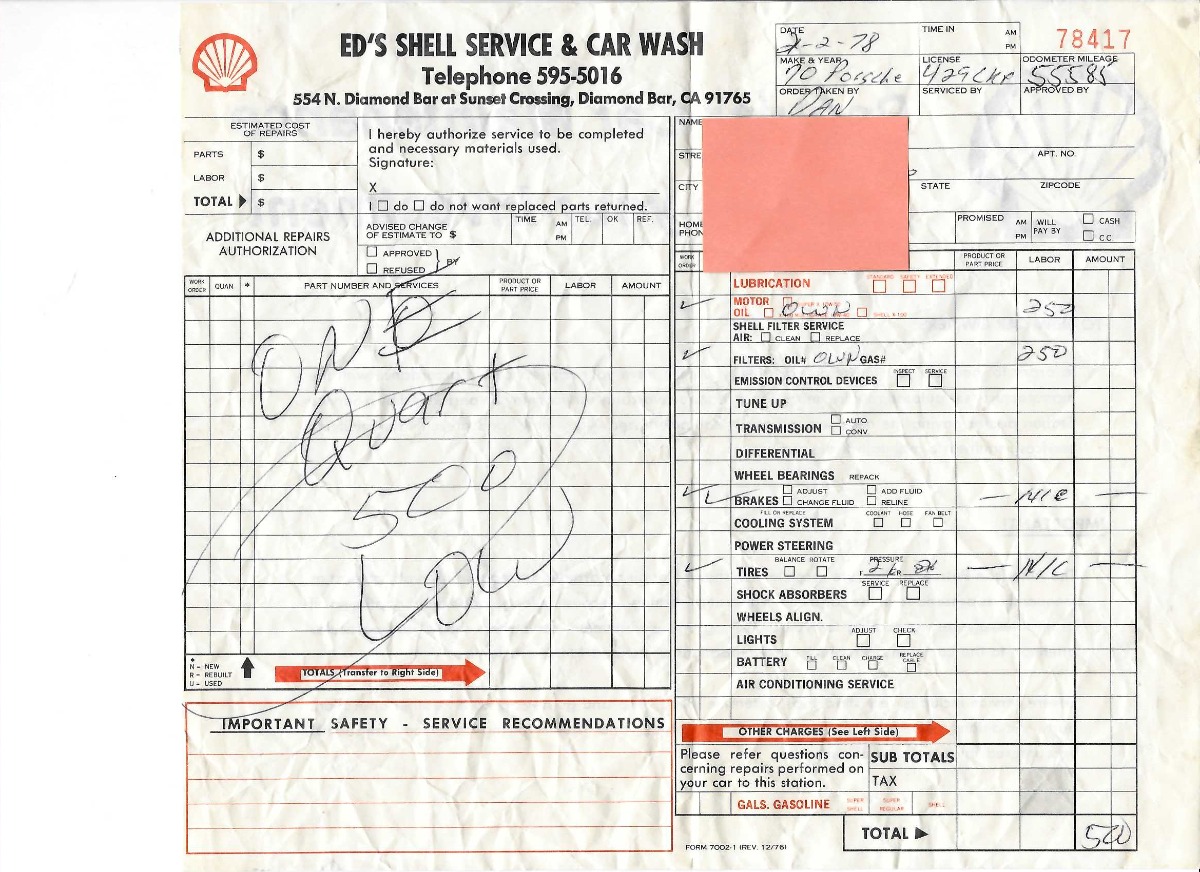 ED'S SHELL SERVICE & CAR WASH
Telephone 595-5016
554 N. Diamond Bar at Sunset Crossing, Diamond Bar, CA 91765
DATE 2-2-78 TIME IN AM PM 78417
MAKE & YEAR 70 Porsche LICENSE ODOMETER MILEAGE 55585
ORDER TAKEN BY DAN SERVICED BY APPROVED BY
ESTIMATED COST OF REPAIRS
PARTS $
LABOR $
TOTAL $
I hereby authorize service to be completed
and necessary materials used.
Signature:
X
I do do not want replaced parts returned.
ADDITIONAL REPAIRS
AUTHORIZATION
ADVISED CHANGE
OF ESTIMATE TO $
TIME AM PM TEL. OK REF.
APPROVED
REFUSED
BY
NAME
STRE
APT. NO.
CITY STATE ZIPCODE
HOME
PHON
PROMISED AM PM WILL PAY BY CASH C.C.
WORK ORDER QUAN * PART NUMBER AND SERVICES PRODUCT OR PART PRICE LABOR AMOUNT
ONE
Quart
500
LOW
*
N - NEW
R - REBUILT
U - USED
TOTALS (Transfer to Right Side)
IMPORTANT SAFETY - SERVICE RECOMMENDATIONS
WORK ORDER PRODUCT OR PART PRICE LABOR AMOUNT
LUBRICATION STANDARD SAFETY EXTENDED
MOTOR OIL OWN 250
SHELL FILTER SERVICE
AIR: CLEAN REPLACE
FILTERS: OIL# OWN GAS# 250
EMISSION CONTROL DEVICES INSPECT SERVICE
TUNE UP
TRANSMISSION AUTO CONV
DIFFERENTIAL
WHEEL BEARINGS REPACK
BRAKES ADJUST ADD FLUID CHANGE FLUID RELINE N/C
FILL OR REPLACE
COOLING SYSTEM COOLANT HOSE FAN BELT
POWER STEERING
TIRES BALANCE ROTATE PRESSURE F R N/C
SHOCK ABSORBERS SERVICE REPLACE
WHEELS ALIGN.
LIGHTS ADJUST CHECK
BATTERY FILL CLEAN CHARGE REPLACE CABLE
AIR CONDITIONING SERVICE
OTHER CHARGES (See Left Side)
Please refer questions con-
cerning repairs performed on
your car to this station.
SUB TOTALS
TAX
GALS. GASOLINE SUPER SHELL SUPER REGULAR SHELL
TOTAL 500
FORM 7002-1 (REV. 12/76)